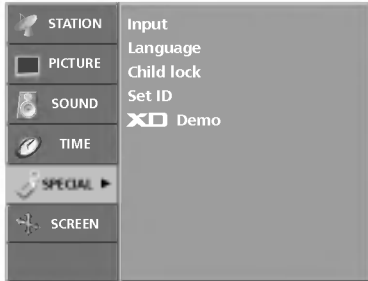 STATION
PICTURE
SOUND
TIME
SPECIAL ►
SCREEN
Input
Language
Child lock
Set ID
XD Demo